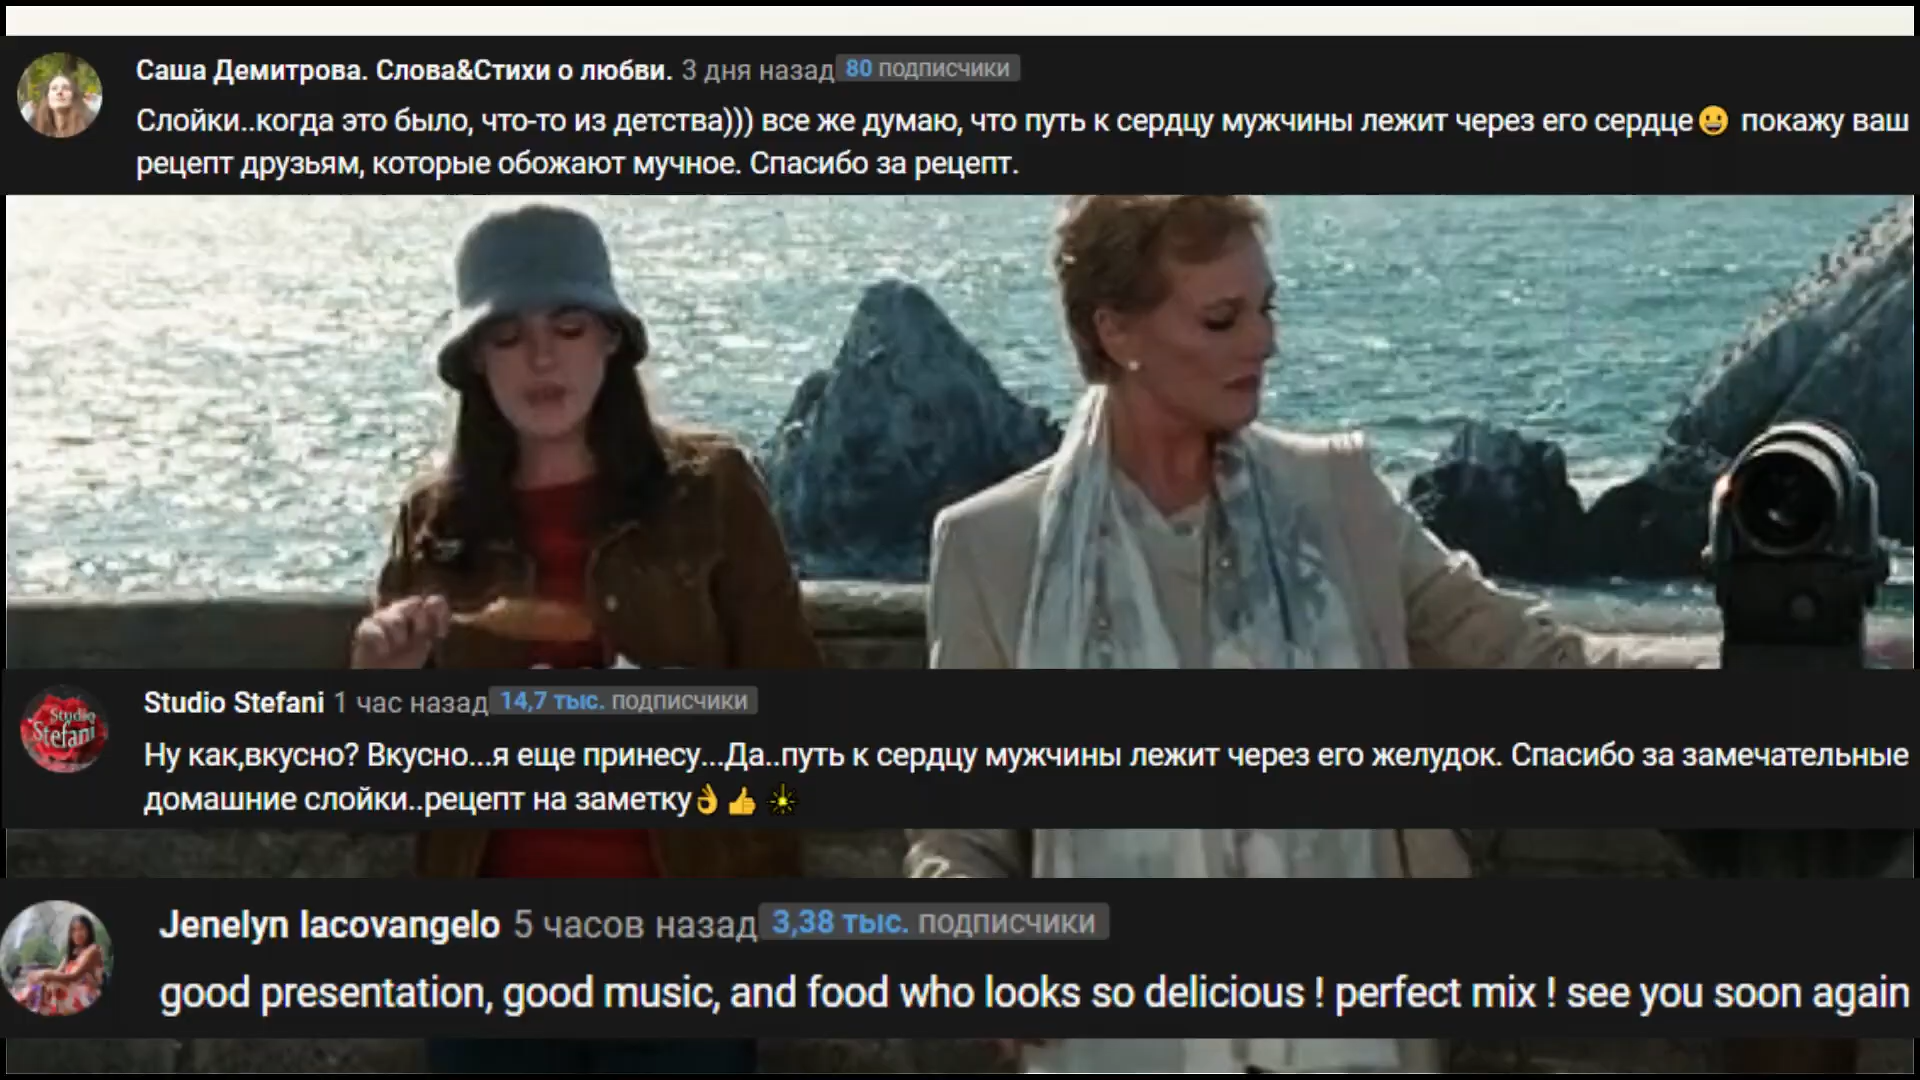 Саша Демитрова. Слова&Стихи о любви. 3 дня назад 80 подписчики
Слойки..когда это было, что-то из детства))) все же думаю, что путь к сердцу мужчины лежит через его сердце😀 покажу ваш
рецепт друзьям, которые обожают мучное. Спасибо за рецепт.
Studio Stefani
Studio Stefani 1 час назад 14,7 тыс. подписчики
Ну как,вкусно? Вкусно...я еще принесу...Да..путь к сердцу мужчины лежит через его желудок. Спасибо за замечательные
домашние слойки..рецепт на заметку👌👍
Jenelyn Iacovangelo 5 часов назад 3,38 тыс. подписчики
good presentation, good music, and food who looks so delicious ! perfect mix ! see you soon again